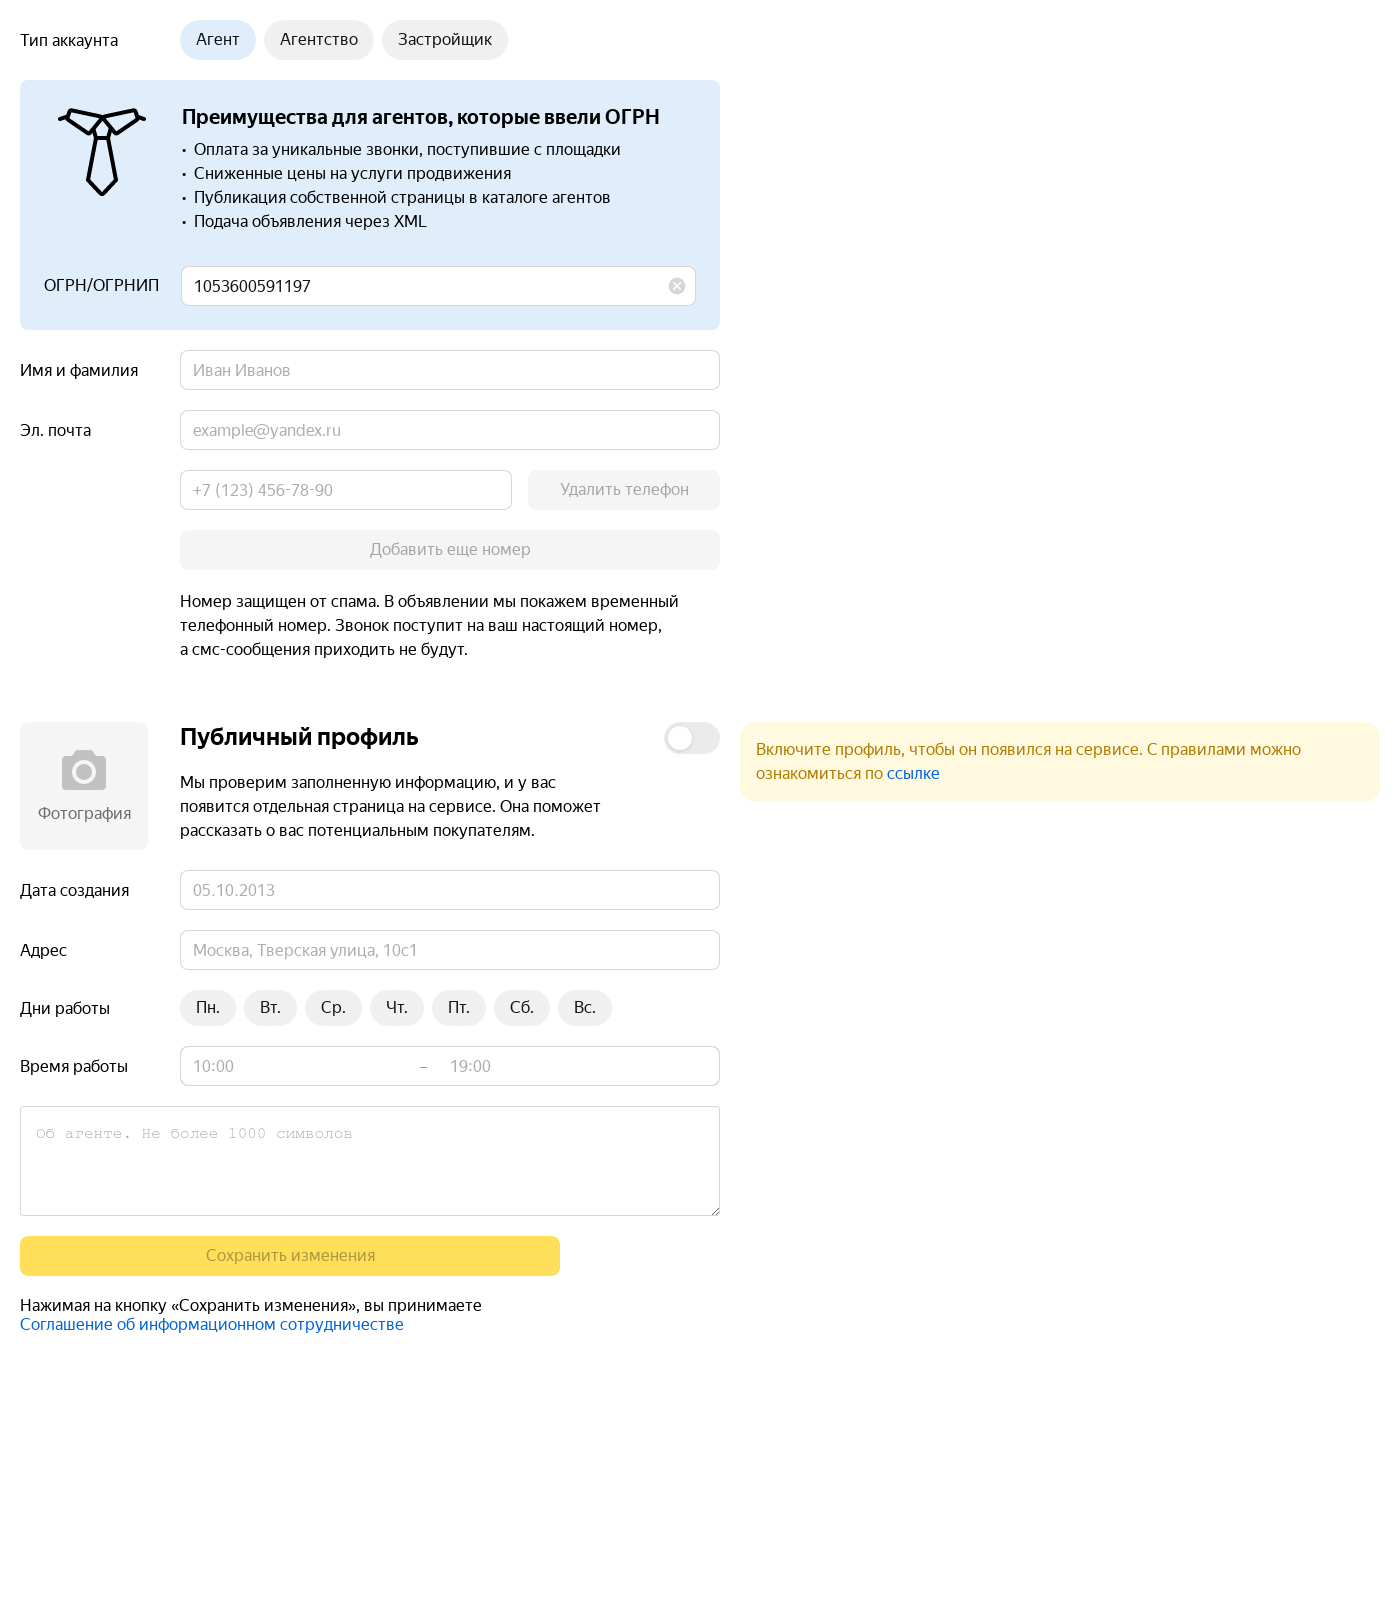 Тип аккаунта
Агент
Агентство
Застройщик
Преимущества для агентов, которые ввели ОГРН
• Оплата за уникальные звонки, поступившие с площадки
• Сниженные цены на услуги продвижения
• Публикация собственной страницы в каталоге агентов
• Подача объявления через XML
ОГРН/ОГРНИП
1053600591197
Имя и фамилия
Иван Иванов
Эл. почта
example@yandex.ru
+7 (123) 456-78-90
Удалить телефон
Добавить еще номер
Номер защищен от спама. В объявлении мы покажем временный
телефонный номер. Звонок поступит на ваш настоящий номер,
а смс-сообщения приходить не будут.
Фотография
Публичный профиль
Мы проверим заполненную информацию, и у вас
появится отдельная страница на сервисе. Она поможет
рассказать о вас потенциальным покупателям.
Включите профиль, чтобы он появился на сервисе. С правилами можно
ознакомиться по ссылке
Дата создания
05.10.2013
Адрес
Москва, Тверская улица, 10с1
Дни работы
Пн.
Вт.
Ср.
Чт.
Пт.
Сб.
Вс.
Время работы
10:00 – 19:00
Об агенте. Не более 1000 символов
Сохранить изменения
Нажимая на кнопку «Сохранить изменения», вы принимаете
Соглашение об информационном сотрудничестве